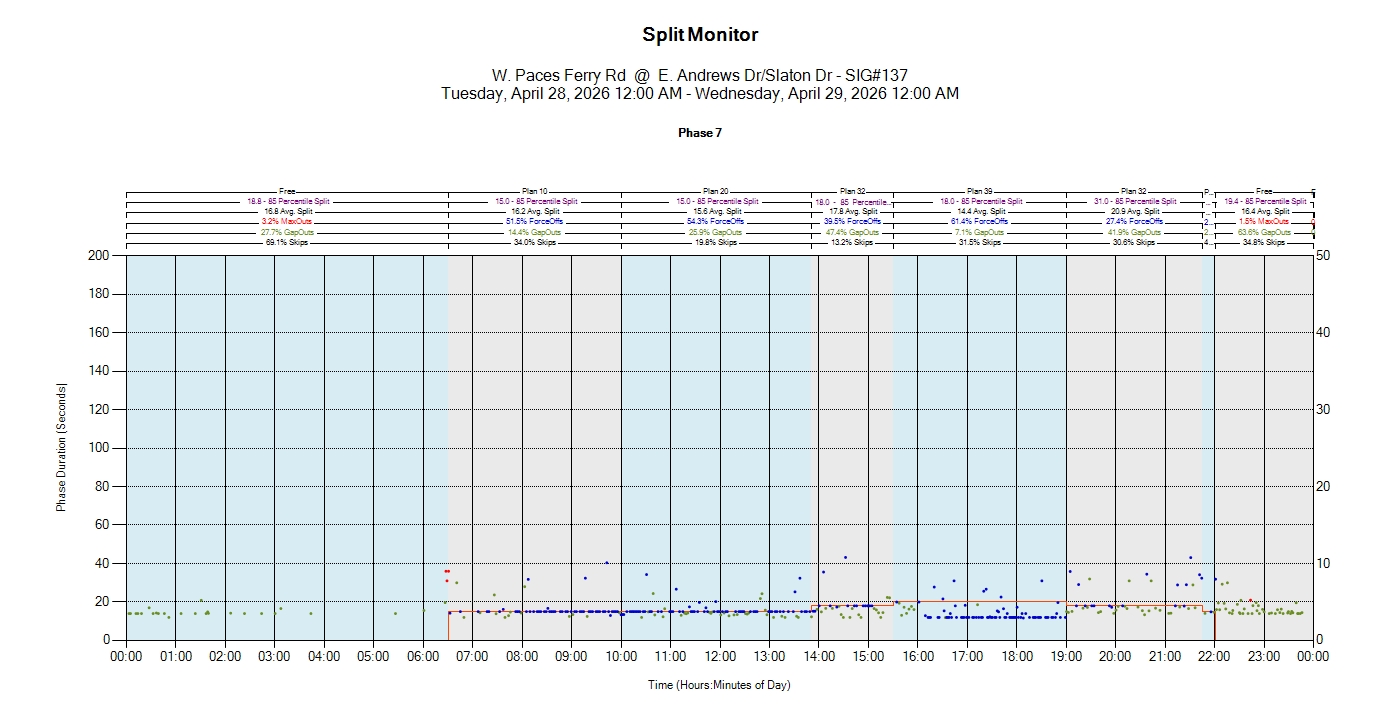 Split Monitor
W. Paces Ferry Rd @ E. Andrews Dr/Slaton Dr - SIG#137
Tuesday, April 28, 2026 12:00 AM - Wednesday, April 29, 2026 12:00 AM
Phase 7
Free Plan 10 Plan 20 Plan 32 Plan 39 Plan 32 P... Free F
18.8 - 85 Percentile Split 15.0 - 85 Percentile Split 15.0 - 85 Percentile Split 18.0 - 85 Percentile... 18.0 - 85 Percentile Split 31.0 - 85 Percentile Split ... 19.4 - 85 Percentile Split
16.8 Avg. Split 16.2 Avg. Split 15.6 Avg. Split 17.8 Avg. Split 14.4 Avg. Split 20.9 Avg. Split ... 16.4 Avg. Split
3.2% MaxOuts 51.5% ForceOffs 54.3% ForceOffs 39.5% ForceOffs 61.4% ForceOffs 27.4% ForceOffs 2... 1.5% MaxOuts
27.7% GapOuts 14.4% GapOuts 25.9% GapOuts 47.4% GapOuts 7.1% GapOuts 41.9% GapOuts 2... 63.6% GapOuts
69.1% Skips 34.0% Skips 19.8% Skips 13.2% Skips 31.5% Skips 30.6% Skips 4... 34.8% Skips
200 50
180
160 40
140
120 30
100
80 20
60
40 10
20
0 0
Phase Duration (Seconds)
00:00 01:00 02:00 03:00 04:00 05:00 06:00 07:00 08:00 09:00 10:00 11:00 12:00 13:00 14:00 15:00 16:00 17:00 18:00 19:00 20:00 21:00 22:00 23:00 00:00
Time (Hours:Minutes of Day)